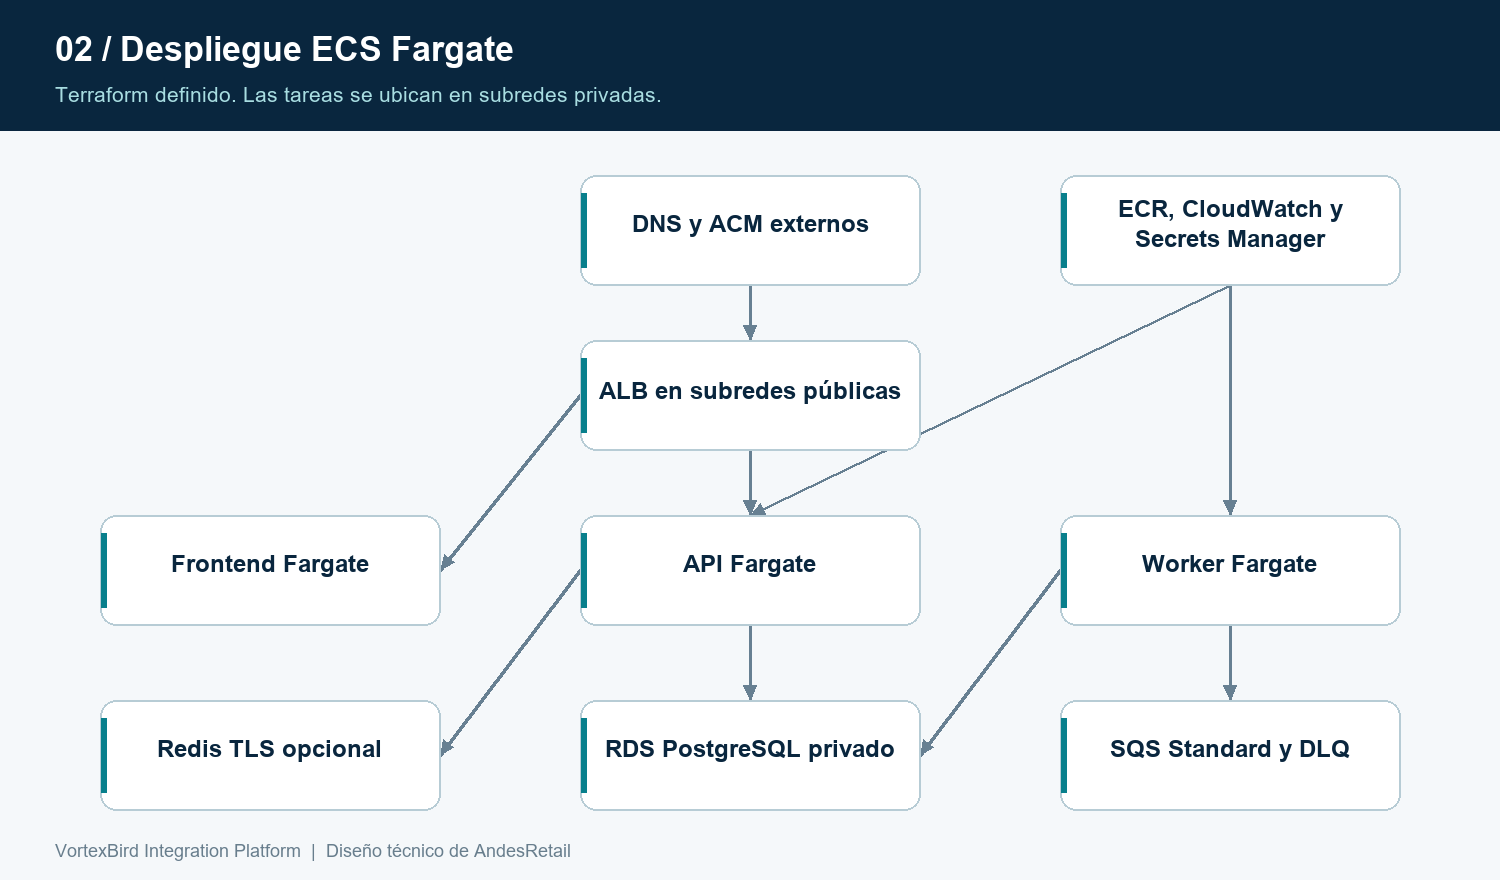 02 / Despliegue ECS Fargate
Terraform definido. Las tareas se ubican en subredes privadas.
DNS y ACM externos
ECR, CloudWatch y
Secrets Manager
ALB en subredes públicas
Frontend Fargate
API Fargate
Worker Fargate
Redis TLS opcional
RDS PostgreSQL privado
SQS Standard y DLQ
VortexBird Integration Platform | Diseño técnico de AndesRetail